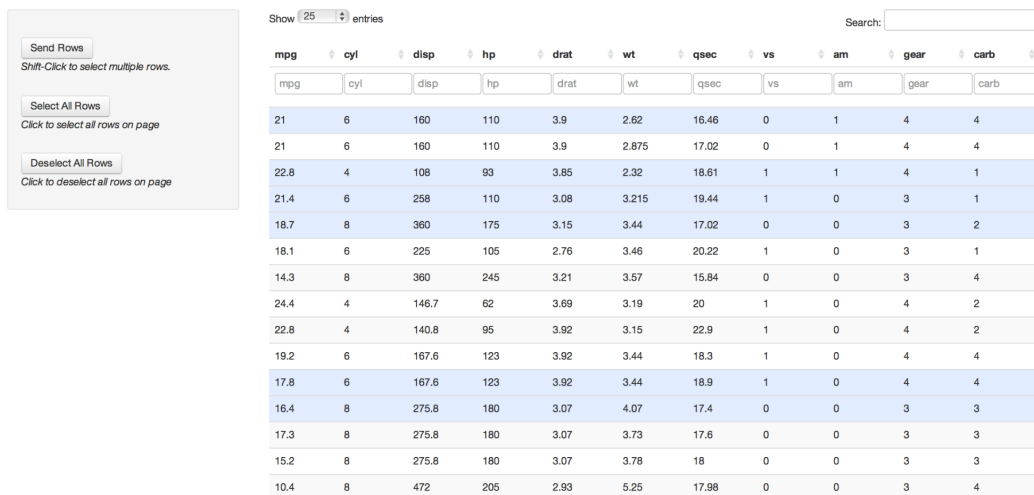 Send Rows
Shift-Click to select multiple rows.
Select All Rows
Click to select all rows on page
Deselect All Rows
Click to deselect all rows on page
Show 25 entries
Search:
mpg cyl disp hp drat wt qsec vs am gear carb
mpg cyl disp hp drat wt qsec vs am gear carb
21 6 160 110 3.9 2.62 16.46 0 1 4 4
21 6 160 110 3.9 2.875 17.02 0 1 4 4
22.8 4 108 93 3.85 2.32 18.61 1 1 4 1
21.4 6 258 110 3.08 3.215 19.44 1 0 3 1
18.7 8 360 175 3.15 3.44 17.02 0 0 3 2
18.1 6 225 105 2.76 3.46 20.22 1 0 3 1
14.3 8 360 245 3.21 3.57 15.84 0 0 3 4
24.4 4 146.7 62 3.69 3.19 20 1 0 4 2
22.8 4 140.8 95 3.92 3.15 22.9 1 0 4 2
19.2 6 167.6 123 3.92 3.44 18.3 1 0 4 4
17.8 6 167.6 123 3.92 3.44 18.9 1 0 4 4
16.4 8 275.8 180 3.07 4.07 17.4 0 0 3 3
17.3 8 275.8 180 3.07 3.73 17.6 0 0 3 3
15.2 8 275.8 180 3.07 3.78 18 0 0 3 3
10.4 8 472 205 2.93 5.25 17.98 0 0 3 4